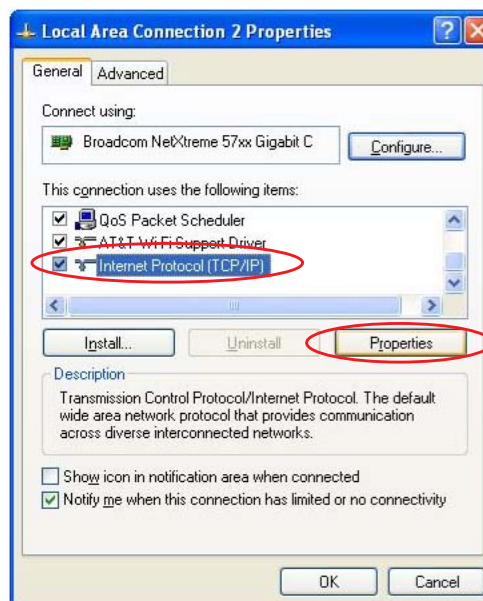 Local Area Connection 2 Properties
General Advanced
Connect using:
Broadcom NetXtreme 57xx Gigabit C Configure...
This connection uses the following items:
QoS Packet Scheduler
AT&T Wi-Fi Support Driver
Internet Protocol (TCP/IP)
Install... Uninstall Properties
Description
Transmission Control Protocol/Internet Protocol. The default
wide area network protocol that provides communication
across diverse interconnected networks.
Show icon in notification area when connected
Notify me when this connection has limited or no connectivity
OK Cancel